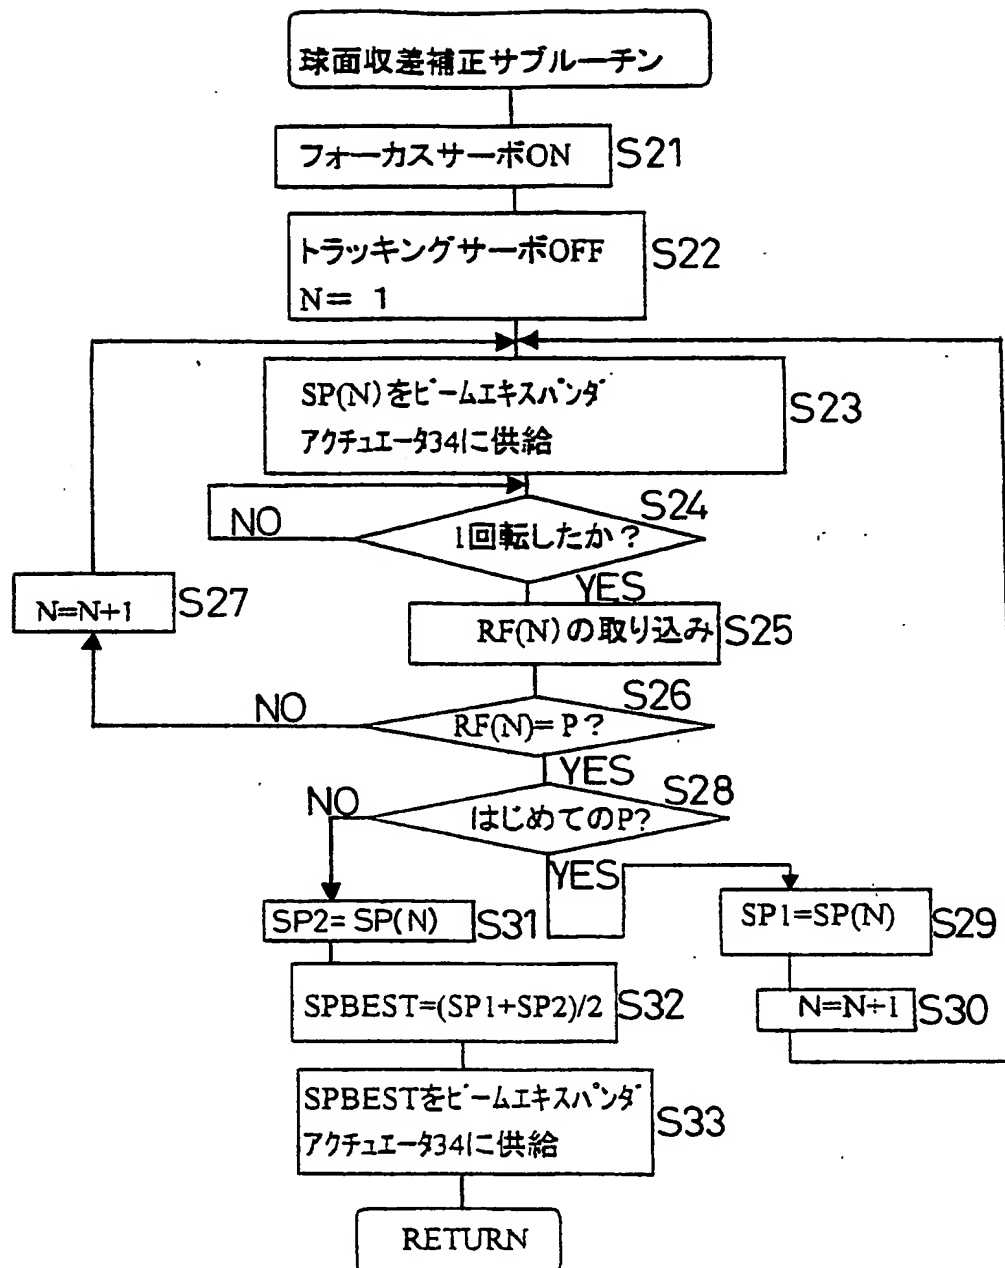 球面収差補正サブルーチン
フォーカスサーボON
S21
トラッキングサーボOFF
N= 1
S22
SP(N)をビームエキスパンダ
アクチュエータ34に供給
S23
1回転したか?
S24
NO
YES
N=N+1
S27
RF(N)の取り込み
S25
RF(N)=P?
S26
NO
YES
はじめてのP?
S28
NO
YES
SP2=SP(N)
S31
SP1=SP(N)
S29
SPBEST=(SP1+SP2)/2
S32
N=N+1
S30
SPBESTをビームエキスパンダ
アクチュエータ34に供給
S33
RETURN